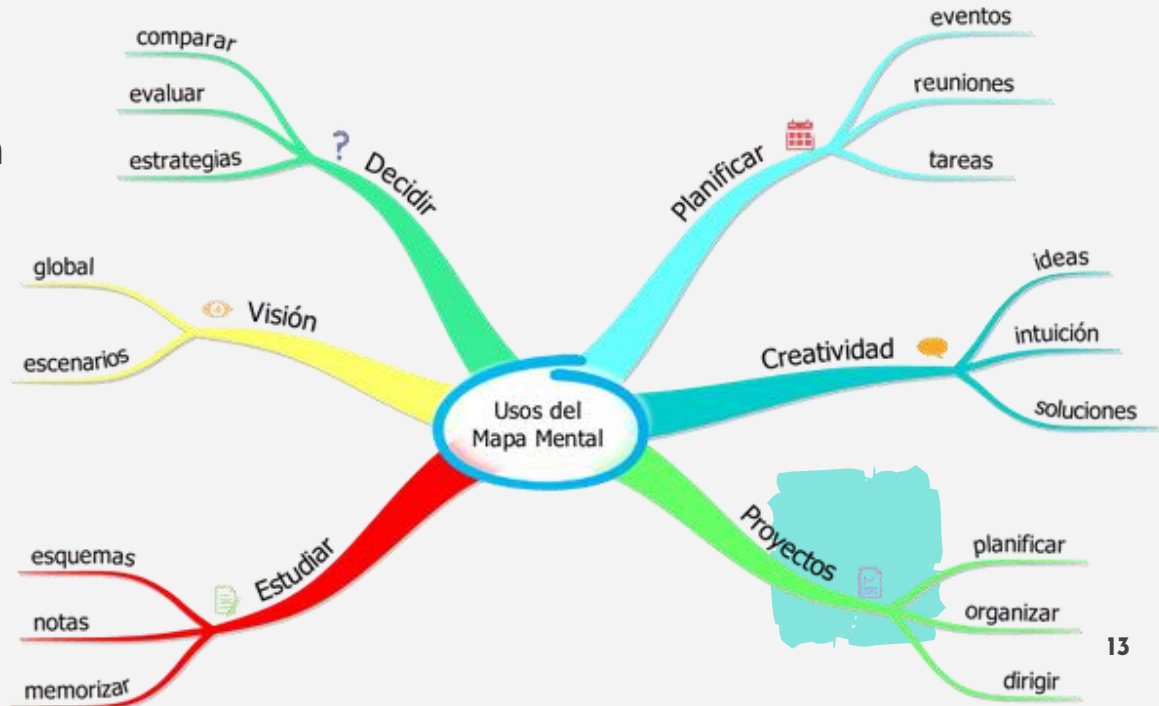 Usos del
Mapa Mental
Planificar
eventos
reuniones
tareas
Creatividad
ideas
intuición
soluciones
Proyectos
planificar
organizar
dirigir
Estudiar
esquemas
notas
memorizar
Visión
global
escenarios
Decidir
comparar
evaluar
estrategias
13